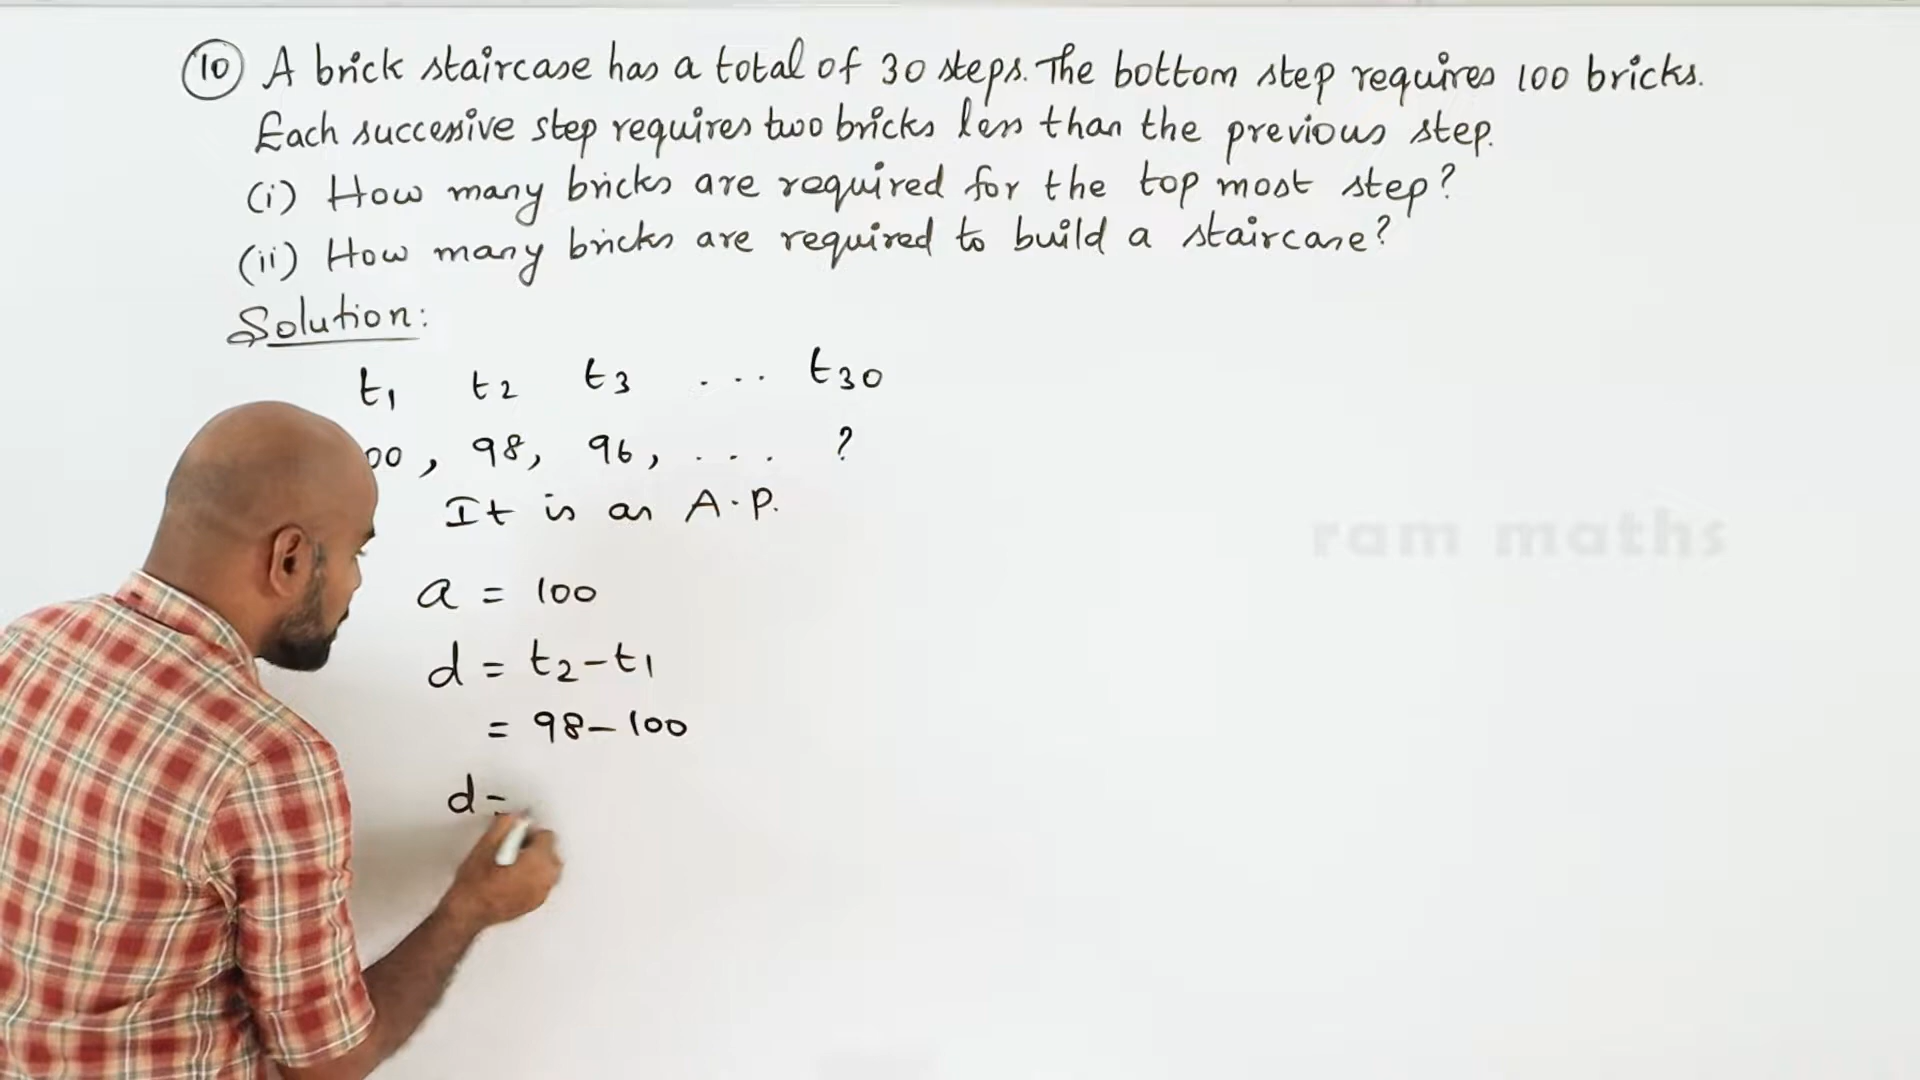 10 A brick staircase has a total of 30 steps. The bottom step requires 100 bricks.
Each successive step requires two bricks less than the previous step.
(i) How many bricks are required for the top most step?
(ii) How many bricks are required to build a staircase?
Solution:
t1 t2 t3 ... t30
00, 98, 96, ... ?
It is an A.P.
ram maths
a = 100
d = t2-t1
= 98-100
d=